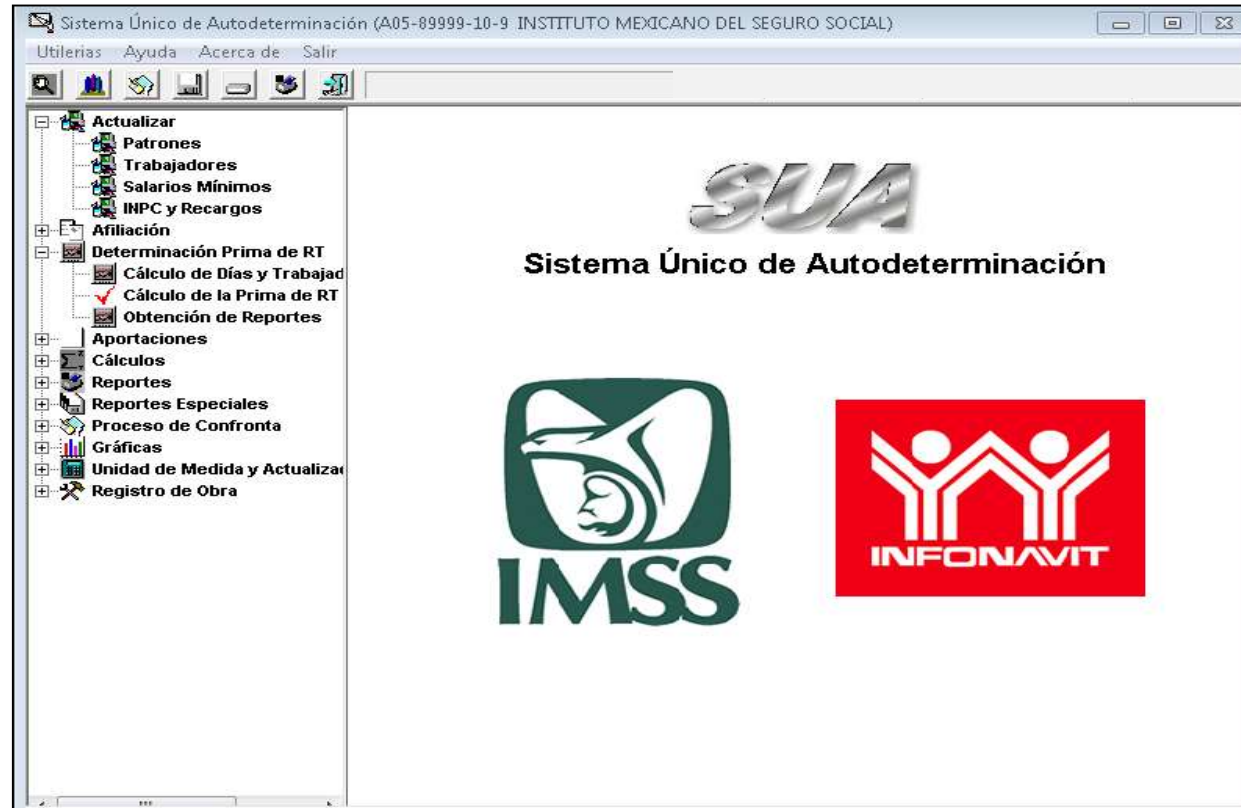 Sistema Único de Autodeterminación (A05-89999-10-9 INSTITUTO MEXICANO DEL SEGURO SOCIAL)
Utilerias Ayuda Acerca de Salir
Actualizar
Patrones
Trabajadores
Salarios Mínimos
INPC y Recargos
Afiliación
Determinación Prima de RT
Cálculo de Días y Trabajad
Cálculo de la Prima de RT
Obtención de Reportes
Aportaciones
Cálculos
Reportes
Reportes Especiales
Proceso de Confronta
Gráficas
Unidad de Medida y Actualiza
Registro de Obra
SUA
Sistema Único de Autodeterminación
IMSS
INFONAVIT